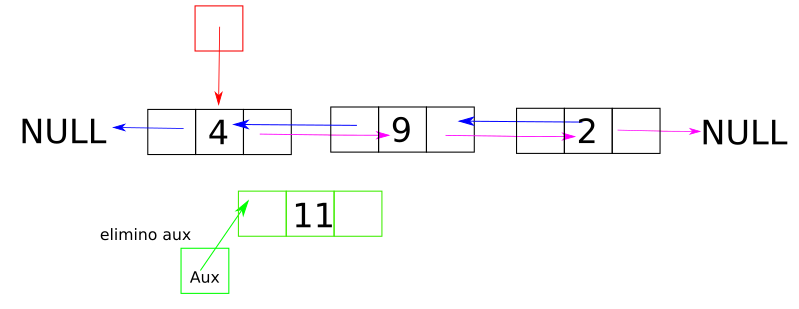 NULL 4 9 2 NULL
11
elimino aux
Aux